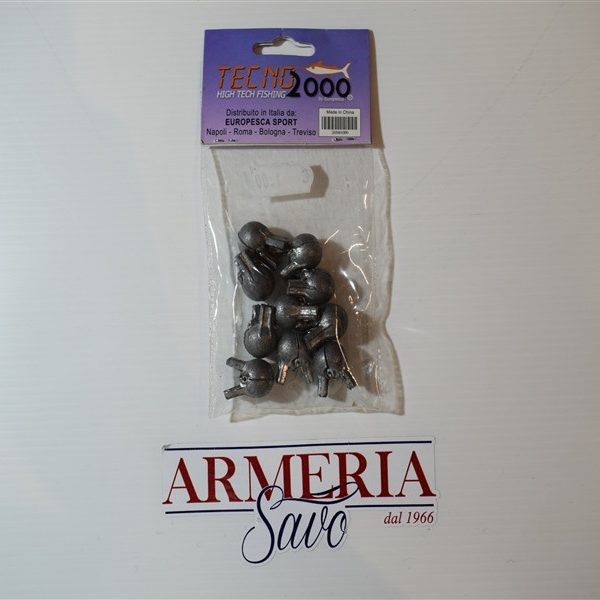 TECNO 2000
HIGH TECH FISHING
Made in China
Distribuito in Italia da:
EUROPESCA SPORT
Napoli - Roma - Bologna - Treviso
ARMERIA
Savo
dal 1966